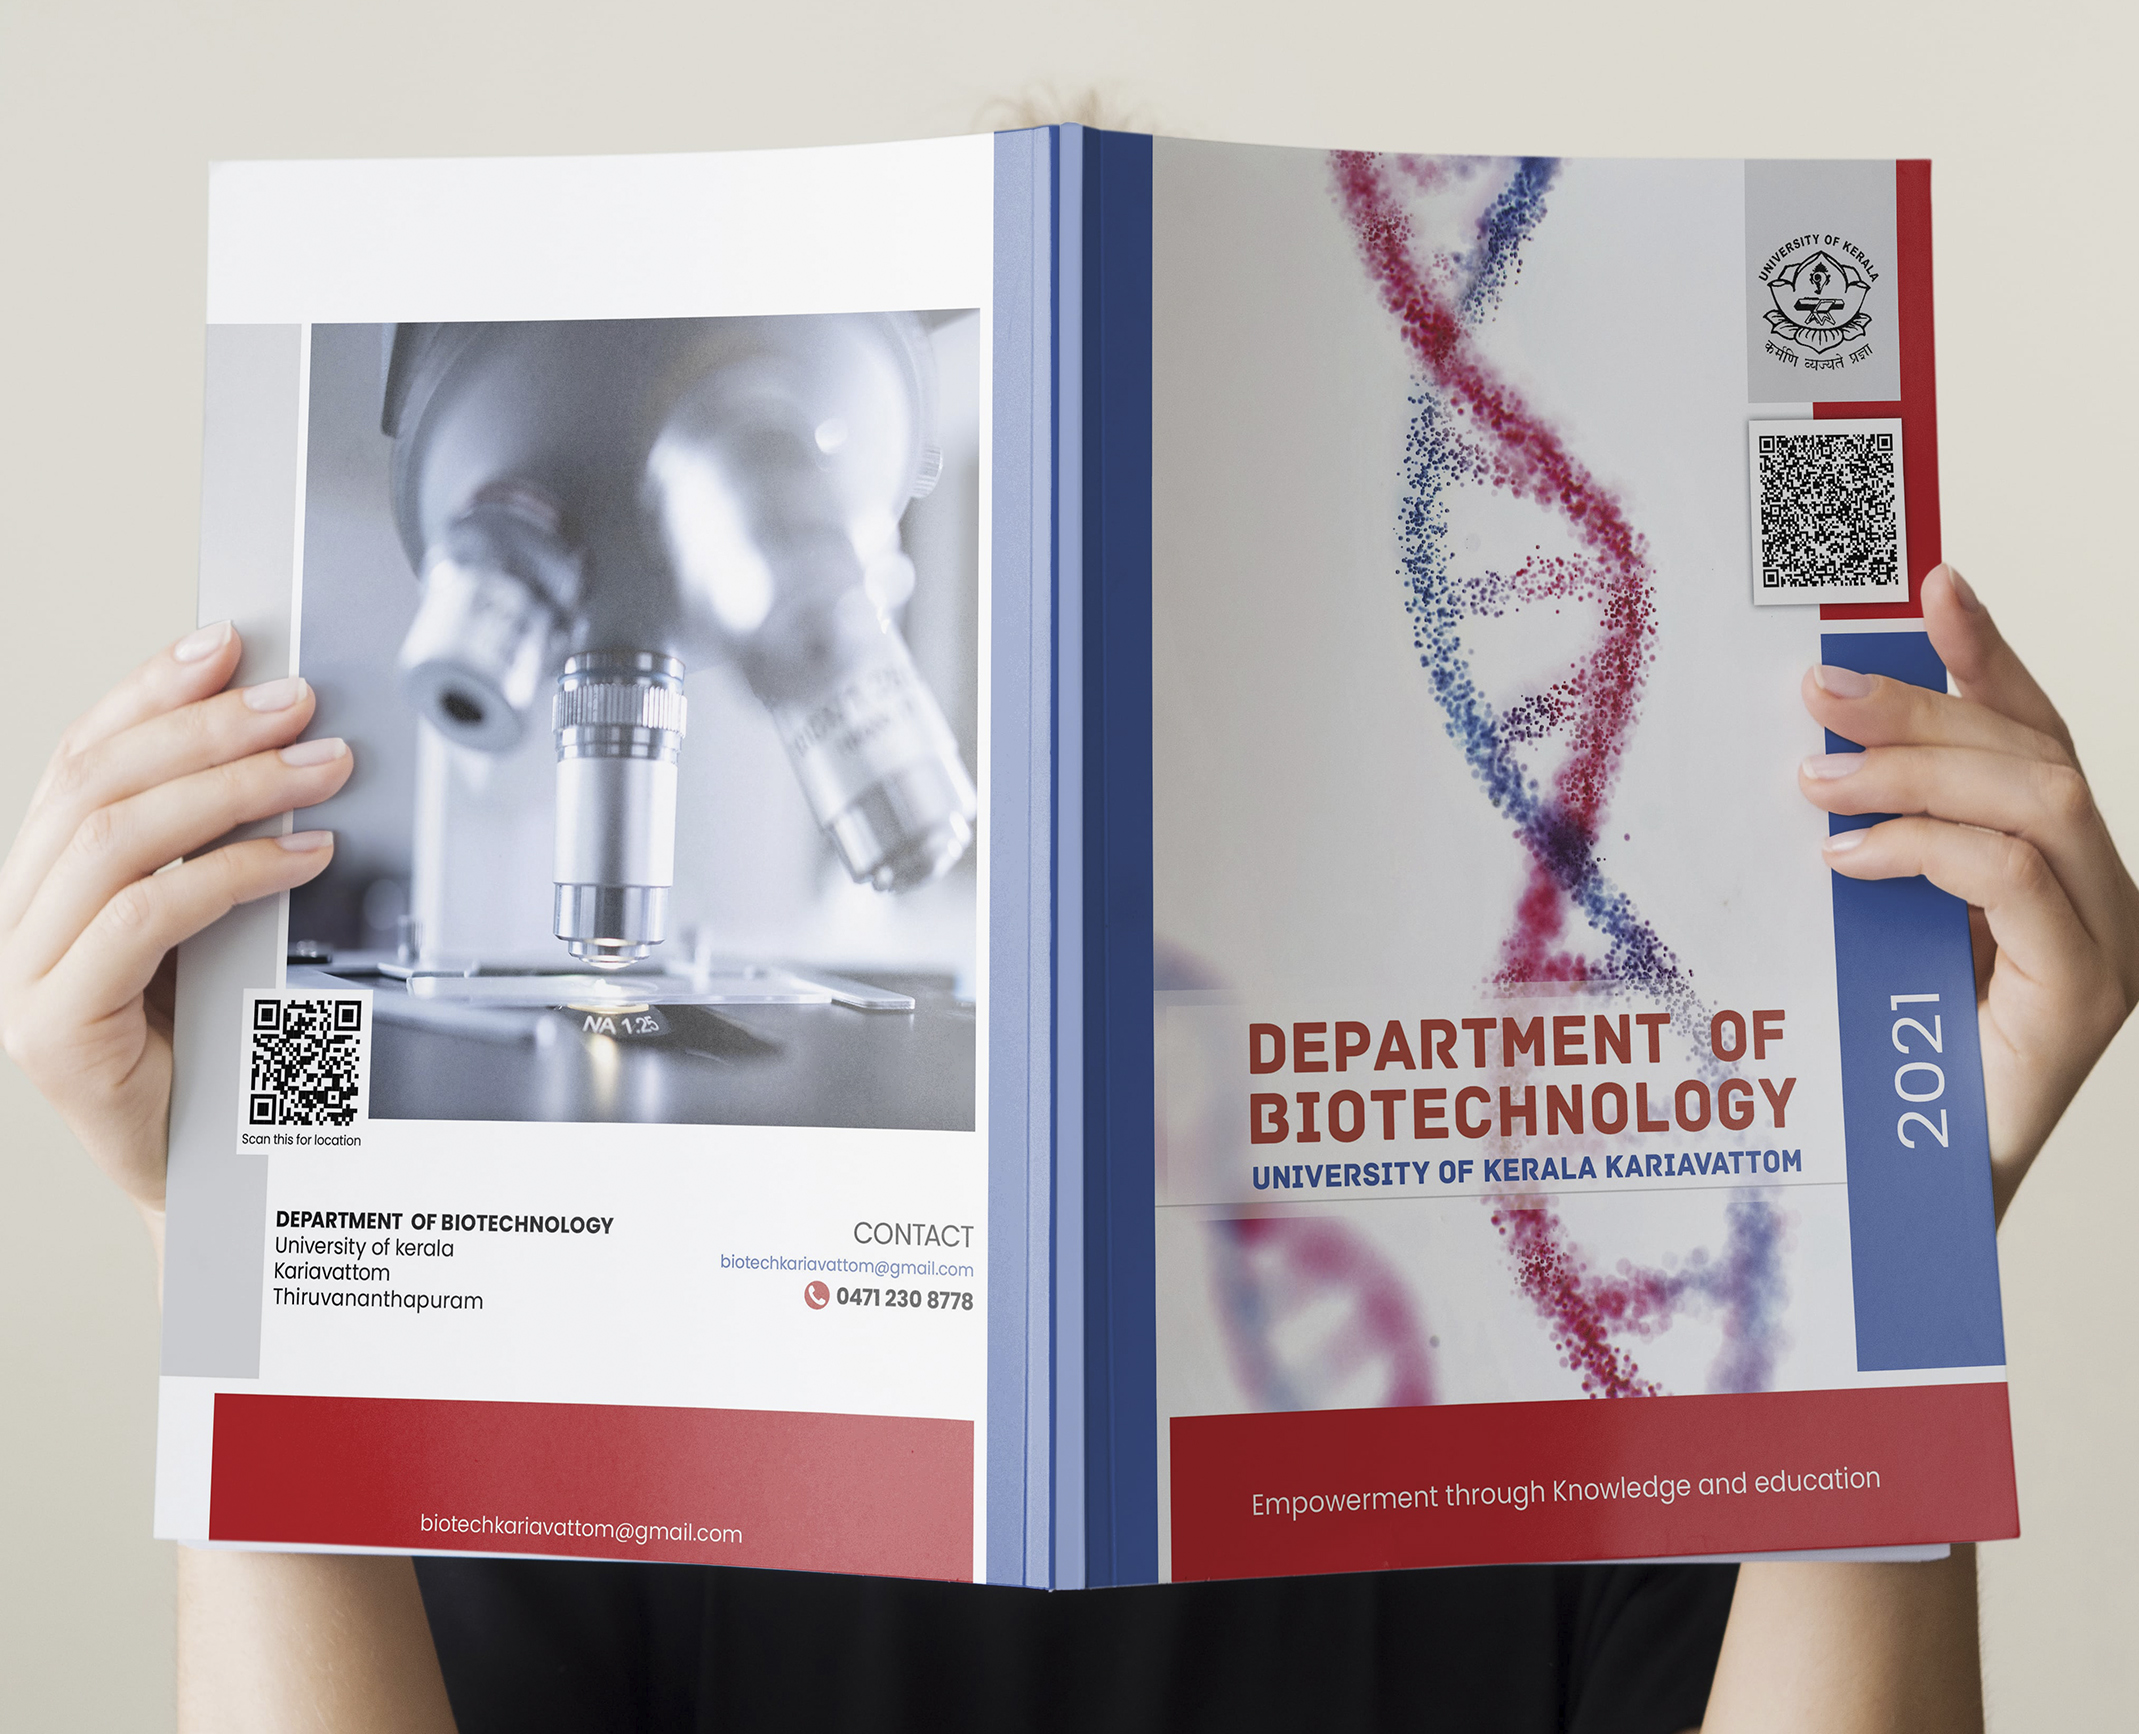 NA 1.25
Scan this for location
DEPARTMENT OF BIOTECHNOLOGY
University of kerala
Kariavattom
Thiruvananthapuram
CONTACT
biotechkariavattom@gmail.com
0471 230 8778
biotechkariavattom@gmail.com
UNIVERSITY OF KERALA
कर्मणि व्यज्यते प्रज्ञा
DEPARTMENT OF
BIOTECHNOLOGY
UNIVERSITY OF KERALA KARIAVATTOM
2021
Empowerment through Knowledge and education